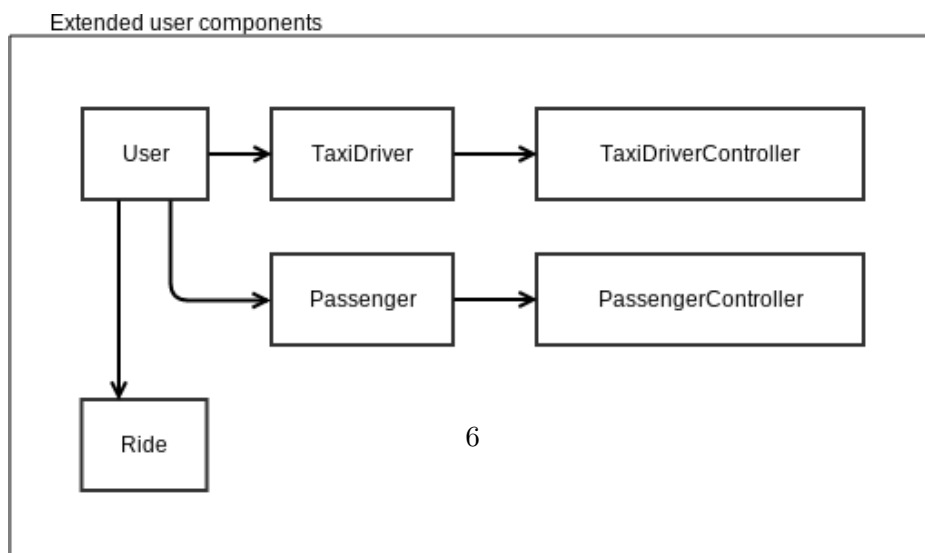 Extended user components
User
TaxiDriver
TaxiDriverController
Passenger
PassengerController
Ride
6